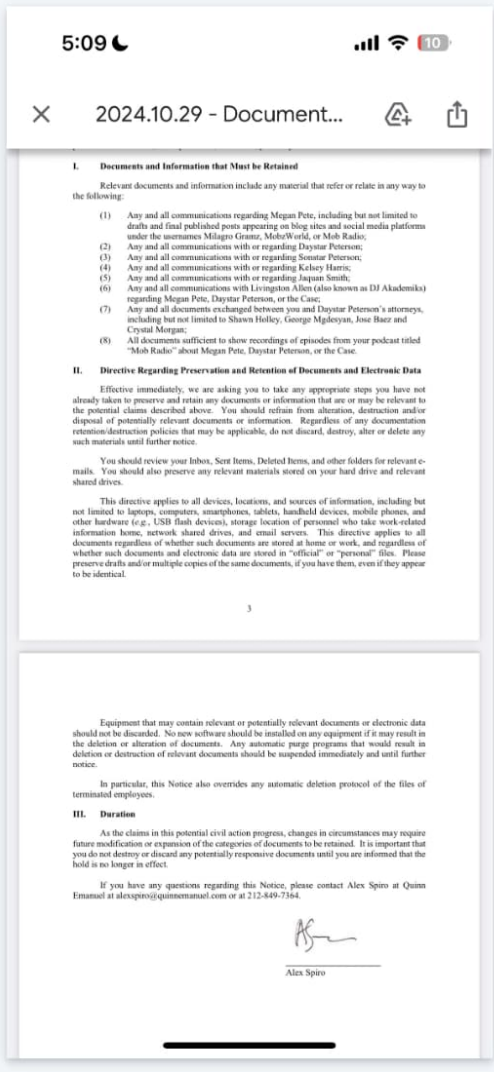 5:09
10
2024.10.29 - Document...
I. Documents and Information that Must be Retained
Relevant documents and information include any material that refer or relate in any way to
the following:
(1) Any and all communications regarding Megan Pete, including but not limited to
drafts and final published posts appearing on blog sites and social media platforms
under the usernames Milagro Gramz, MobzWorld, or Mob Radio;
(2) Any and all communications with or regarding Daystar Peterson;
(3) Any and all communications with or regarding Sonstar Peterson;
(4) Any and all communications with or regarding Kelsey Harris;
(5) Any and all communications with or regarding Jaquan Smith;
(6) Any and all communications with Livingston Allen (also known as DJ Akademiks)
regarding Megan Pete, Daystar Peterson, or the Case;
(7) Any and all documents exchanged between you and Daystar Peterson's attorneys,
including but not limited to Shawn Holley, George Mgdesyan, Jose Baez and
Crystal Morgan;
(8) All documents sufficient to show recordings of episodes from your podcast titled
"Mob Radio" about Megan Pete, Daystar Peterson, or the Case.
II. Directive Regarding Preservation and Retention of Documents and Electronic Data
Effective immediately, we are asking you to take any appropriate steps you have not
already taken to preserve and retain any documents or information that are or may be relevant to
the potential claims described above. You should refrain from alteration, destruction and/or
disposal of potentially relevant documents or information. Regardless of any documentation
retention/destruction policies that may be applicable, do not discard, destroy, alter or delete any
such materials until further notice.
You should review your Inbox, Sent Items, Deleted Items, and other folders for relevant e-
mails. You should also preserve any relevant materials stored on your hard drive and relevant
shared drives.
This directive applies to all devices, locations, and sources of information, including but
not limited to laptops, computers, smartphones, tablets, handheld devices, mobile phones, and
other hardware (e.g., USB flash devices), storage location of personnel who take work-related
information home, network shared drives, and email servers. This directive applies to all
documents regardless of whether such documents are stored at home or work, and regardless of
whether such documents and electronic data are stored in "official" or "personal" files. Please
preserve drafts and/or multiple copies of the same documents, if you have them, even if they appear
to be identical.
3
Equipment that may contain relevant or potentially relevant documents or electronic data
should not be discarded. No new software should be installed on any equipment if it may result in
the deletion or alteration of documents. Any automatic purge programs that would result in
deletion or destruction of relevant documents should be suspended immediately and until further
notice.
In particular, this Notice also overrides any automatic deletion protocol of the files of
terminated employees.
III. Duration
As the claims in this potential civil action progress, changes in circumstances may require
future modification or expansion of the categories of documents to be retained. It is important that
you do not destroy or discard any potentially responsive documents until you are informed that the
hold is no longer in effect.
If you have any questions regarding this Notice, please contact Alex Spiro at Quinn
Emanuel at alexspiro@quinnemanuel.com or at 212-849-7364.
Alex Spiro